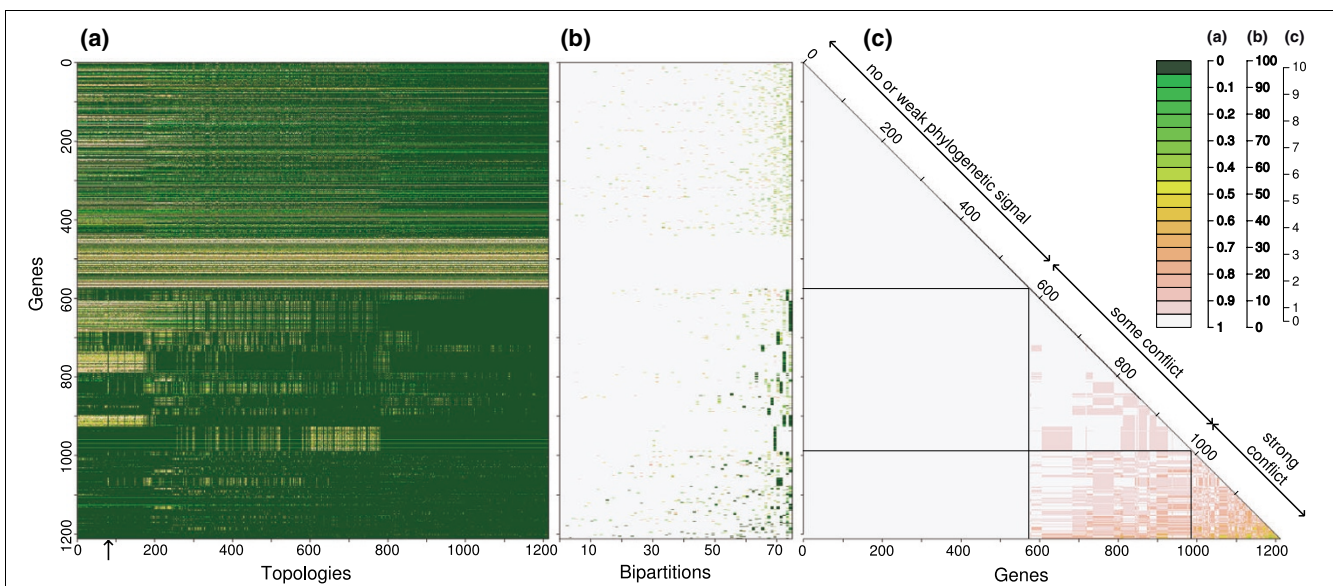 (a) (b) (c)
(a) (b) (c)
0 100 10
0.1 90 9
0.2 80 8
0.3 70 7
0.4 60 6
0.5 50 5
0.6 40 4
0.7 30 3
0.8 20 2
0.9 10 1
1 0 0
Genes
0
200
400
600
800
1000
1200
0 200 400 600 800 1000 1200
Topologies
10 30 50 70
Bipartitions
0
200
400
600
800
1000
no or weak phylogenetic signal
some conflict
strong
conflict
0 200 400 600 800 1000 1200
Genes